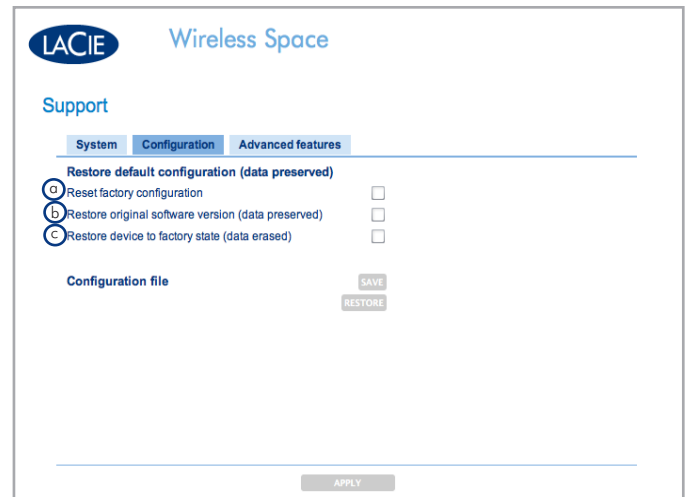 LACIE Wireless Space
Support
System Configuration Advanced features
Restore default configuration (data preserved)
a Reset factory configuration
b Restore original software version (data preserved)
c Restore device to factory state (data erased)
Configuration file SAVE
RESTORE
APPLY